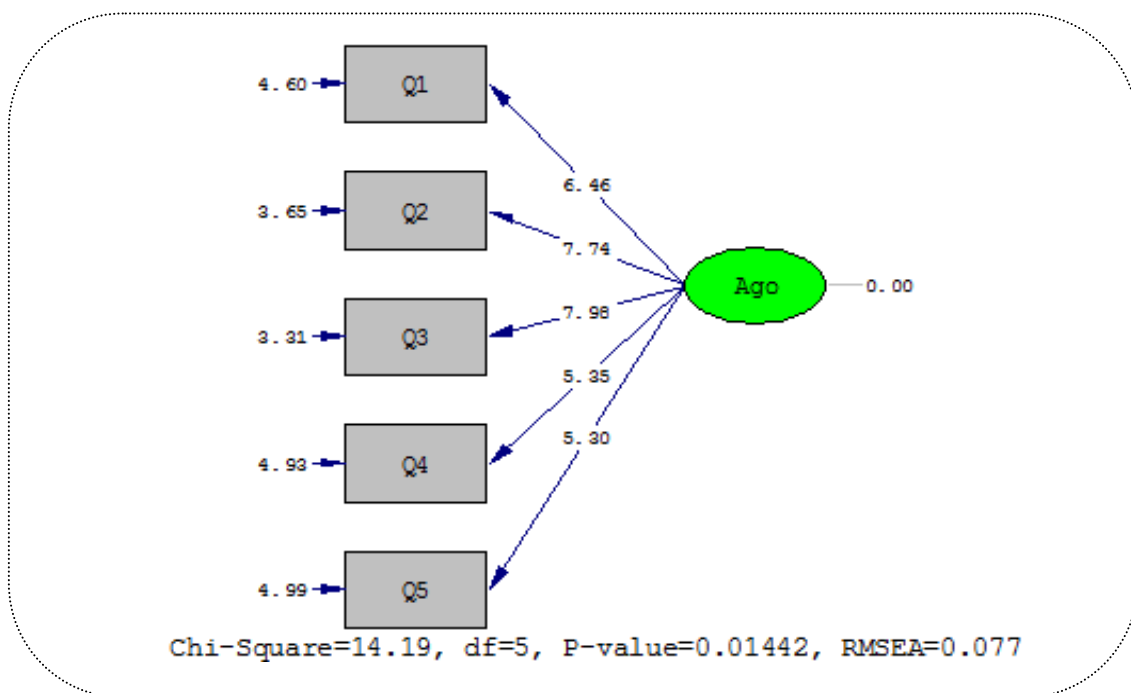 4.60 Q1
6.46
3.65 Q2
7.74
Ago 0.00
7.98
3.31 Q3
5.35
5.30
4.93 Q4
4.99 Q5
Chi-Square=14.19, df=5, P-value=0.01442, RMSEA=0.077